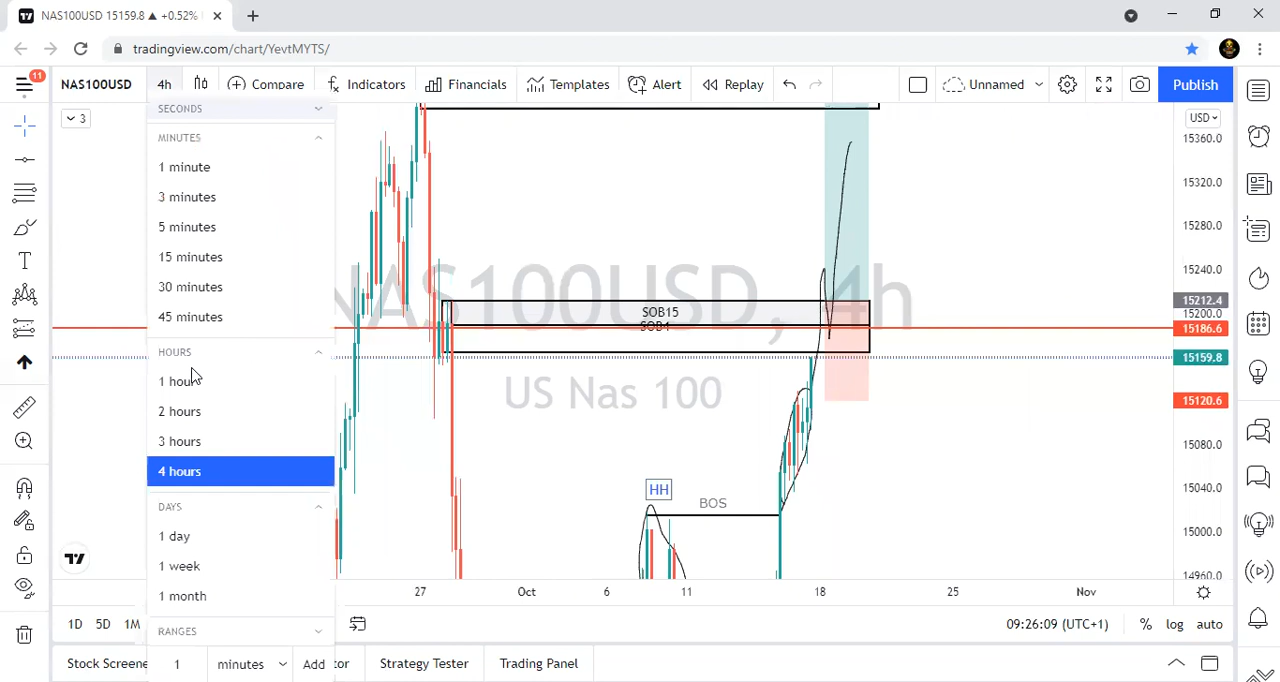 NAS100USD 15159.8 ▲ +0.52%
tradingview.com/chart/YevtMYTS/
11
NAS100USD
4h
Compare
Indicators
Financials
Templates
Alert
Replay
Unnamed
Publish
3
SECONDS
MINUTES
1 minute
3 minutes
5 minutes
15 minutes
30 minutes
45 minutes
HOURS
1 hour
2 hours
3 hours
4 hours
DAYS
1 day
1 week
1 month
RANGES
1
minutes
Add
NAS100USD, 4h
US Nas 100
SOB15
SOB4
HH
BOS
USD
15360.0
15320.0
15280.0
15240.0
15212.4
15200.0
15186.6
15159.8
15120.6
15080.0
15040.0
15000.0
14960.0
27
Oct
6
11
18
25
Nov
1D
5D
1M
09:26:09 (UTC+1)
%
log
auto
Stock Screene
tor
Strategy Tester
Trading Panel